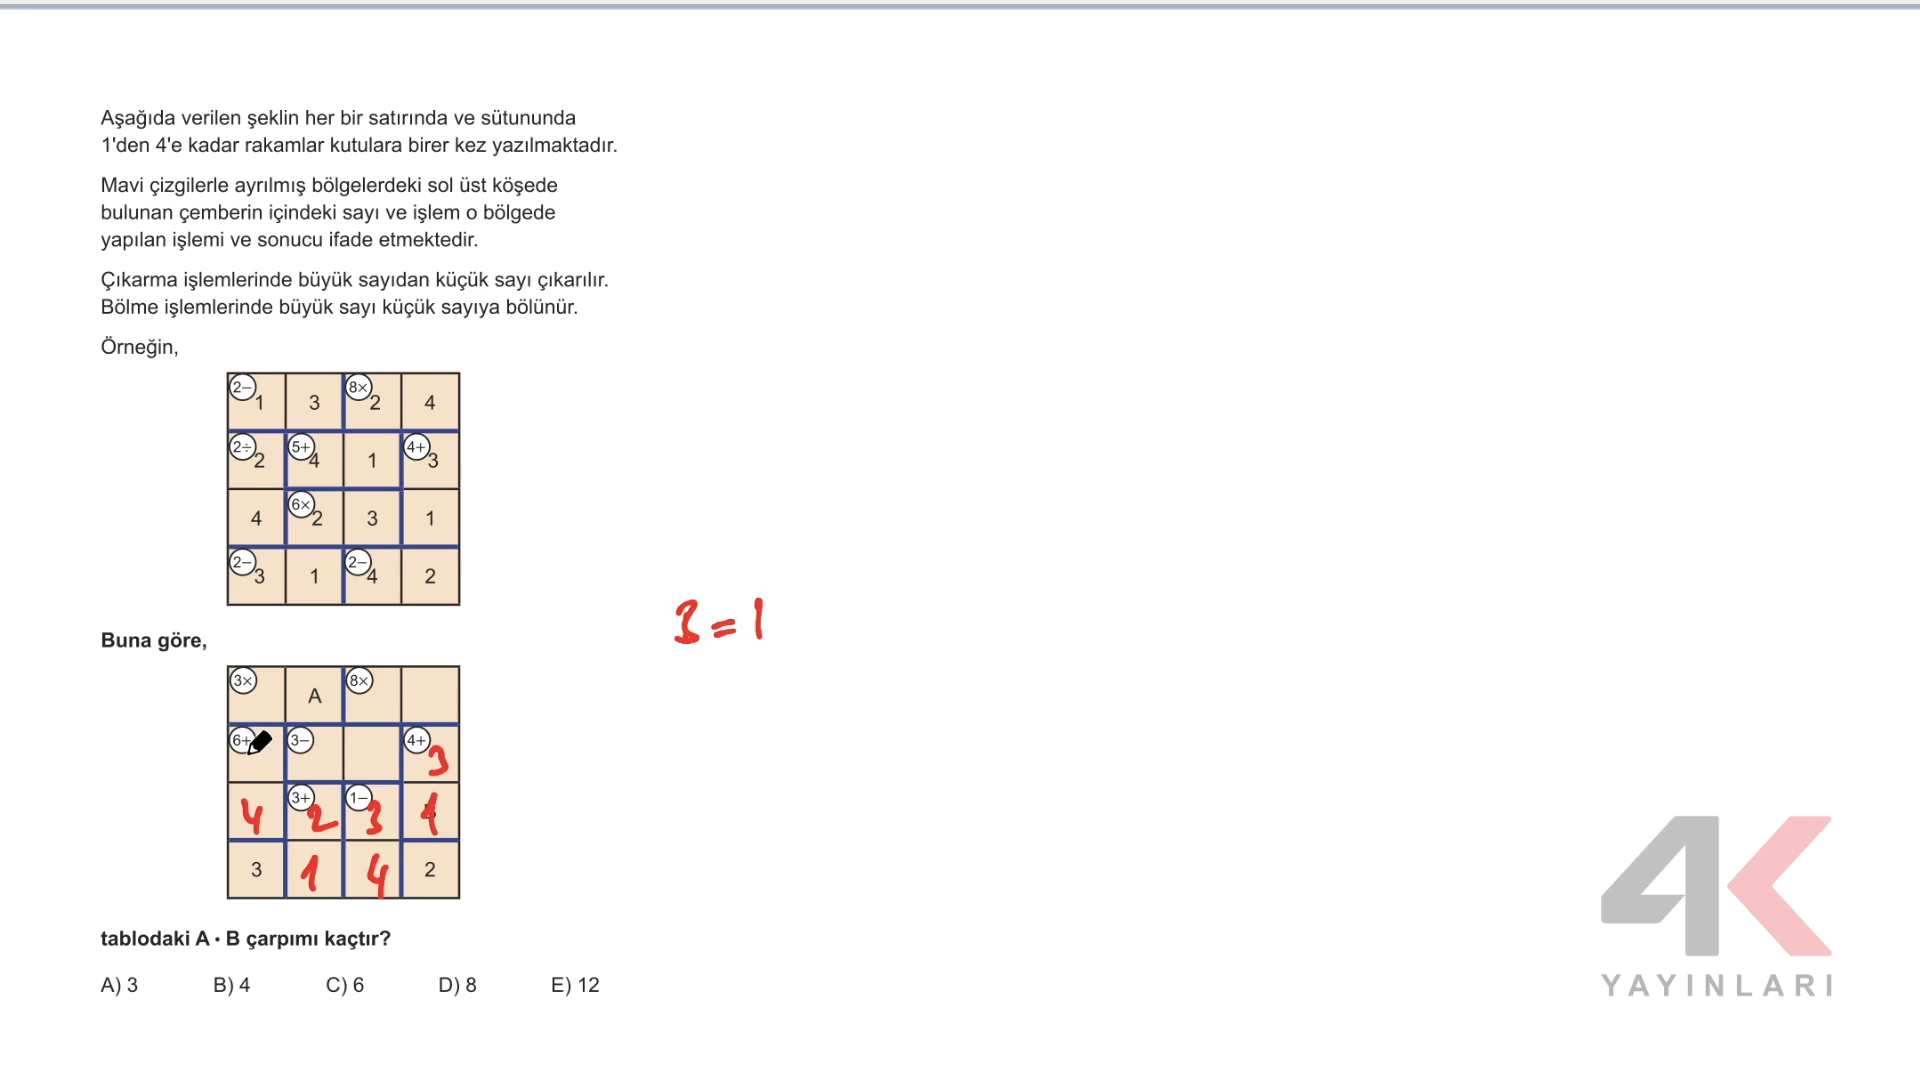 Aşağıda verilen şeklin her bir satırında ve sütununda
1'den 4'e kadar rakamlar kutulara birer kez yazılmaktadır.
Mavi çizgilerle ayrılmış bölgelerdeki sol üst köşede
bulunan çemberin içindeki sayı ve işlem o bölgede
yapılan işlemi ve sonucu ifade etmektedir.
Çıkarma işlemlerinde büyük sayıdan küçük sayı çıkarılır.
Bölme işlemlerinde büyük sayı küçük sayıya bölünür.
Örneğin,
2− 1 3 8× 2 4
2÷ 2 5+ 4 1 4+ 3
4 6× 2 3 1
2− 3 1 2− 4 2
3 = 1
Buna göre,
3× A 8×
6+ 3− 4+ 3
4 3+ 2 1− 3 1
3 1 4 2
tablodaki A • B çarpımı kaçtır?
A) 3 B) 4 C) 6 D) 8 E) 12
4K
YAYINLARI